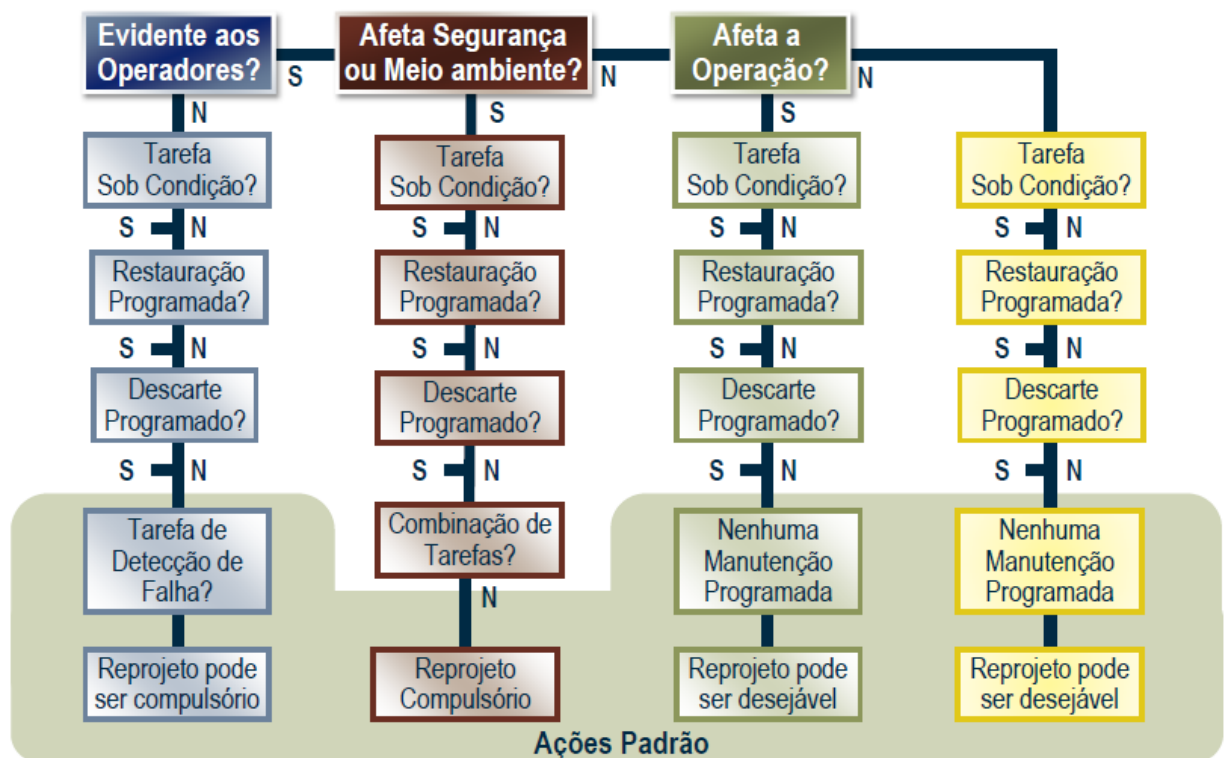 Evidente aos
Operadores?
S
N
Afeta Segurança
ou Meio ambiente?
N
S
Afeta a
Operação?
N
S
Tarefa
Sob Condição?
S N
Restauração
Programada?
S N
Descarte
Programado?
S N
Tarefa de
Detecção de
Falha?
Reprojeto pode
ser compulsório
Tarefa
Sob Condição?
S N
Restauração
Programada?
S N
Descarte
Programado?
S N
Combinação de
Tarefas?
N
Reprojeto
Compulsório
Tarefa
Sob Condição?
S N
Restauração
Programada?
S N
Descarte
Programado?
S N
Nenhuma
Manutenção
Programada
Reprojeto pode
ser desejável
Tarefa
Sob Condição?
S N
Restauração
Programada?
S N
Descarte
Programado?
S N
Nenhuma
Manutenção
Programada
Reprojeto pode
ser desejável
Ações Padrão